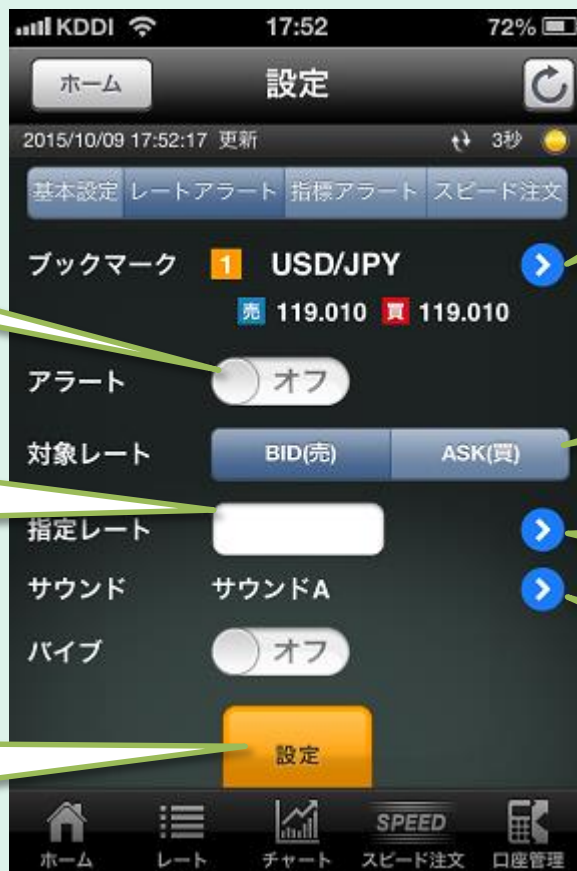 KDDI 17:52 72%
ホーム 設定
2015/10/09 17:52:17 更新 3秒
基本設定 レートアラート 指標アラート スピード注文
ブックマーク 1 USD/JPY
売 119.010 買 119.010
アラート オフ
対象レート BID(売) ASK(買)
指定レート
サウンド サウンドA
バイブ オフ
設定
SPEED
ホーム レート チャート スピード注文 口座管理